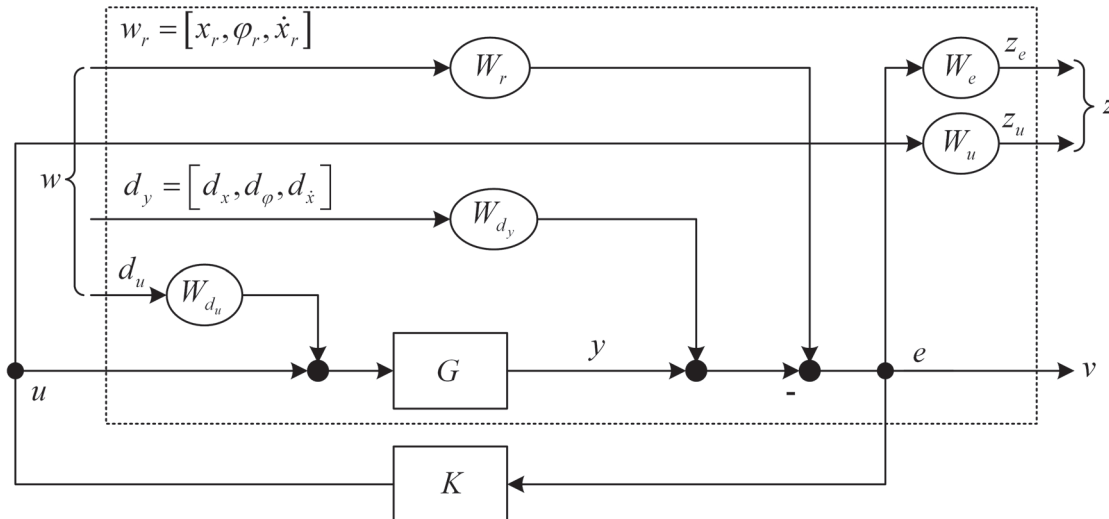 w_r = [x_r, φ_r, ẋ_r]
W_r
W_e
z_e
z
W_u
z_u
w
d_y = [d_x, d_φ, d_ẋ]
W_{d_y}
d_u
W_{d_u}
u
G
y
-
e
v
K